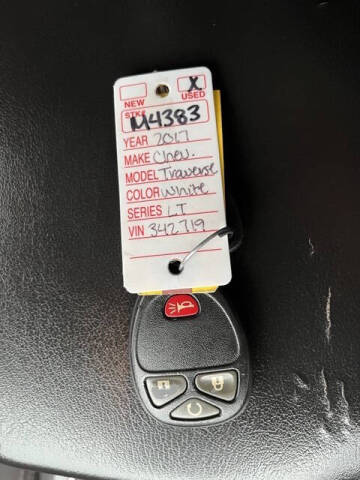 X
NEW USED
STK# M4383
YEAR 2017
MAKE Chev.
MODEL Traverse
COLOR White
SERIES LT
VIN 342719